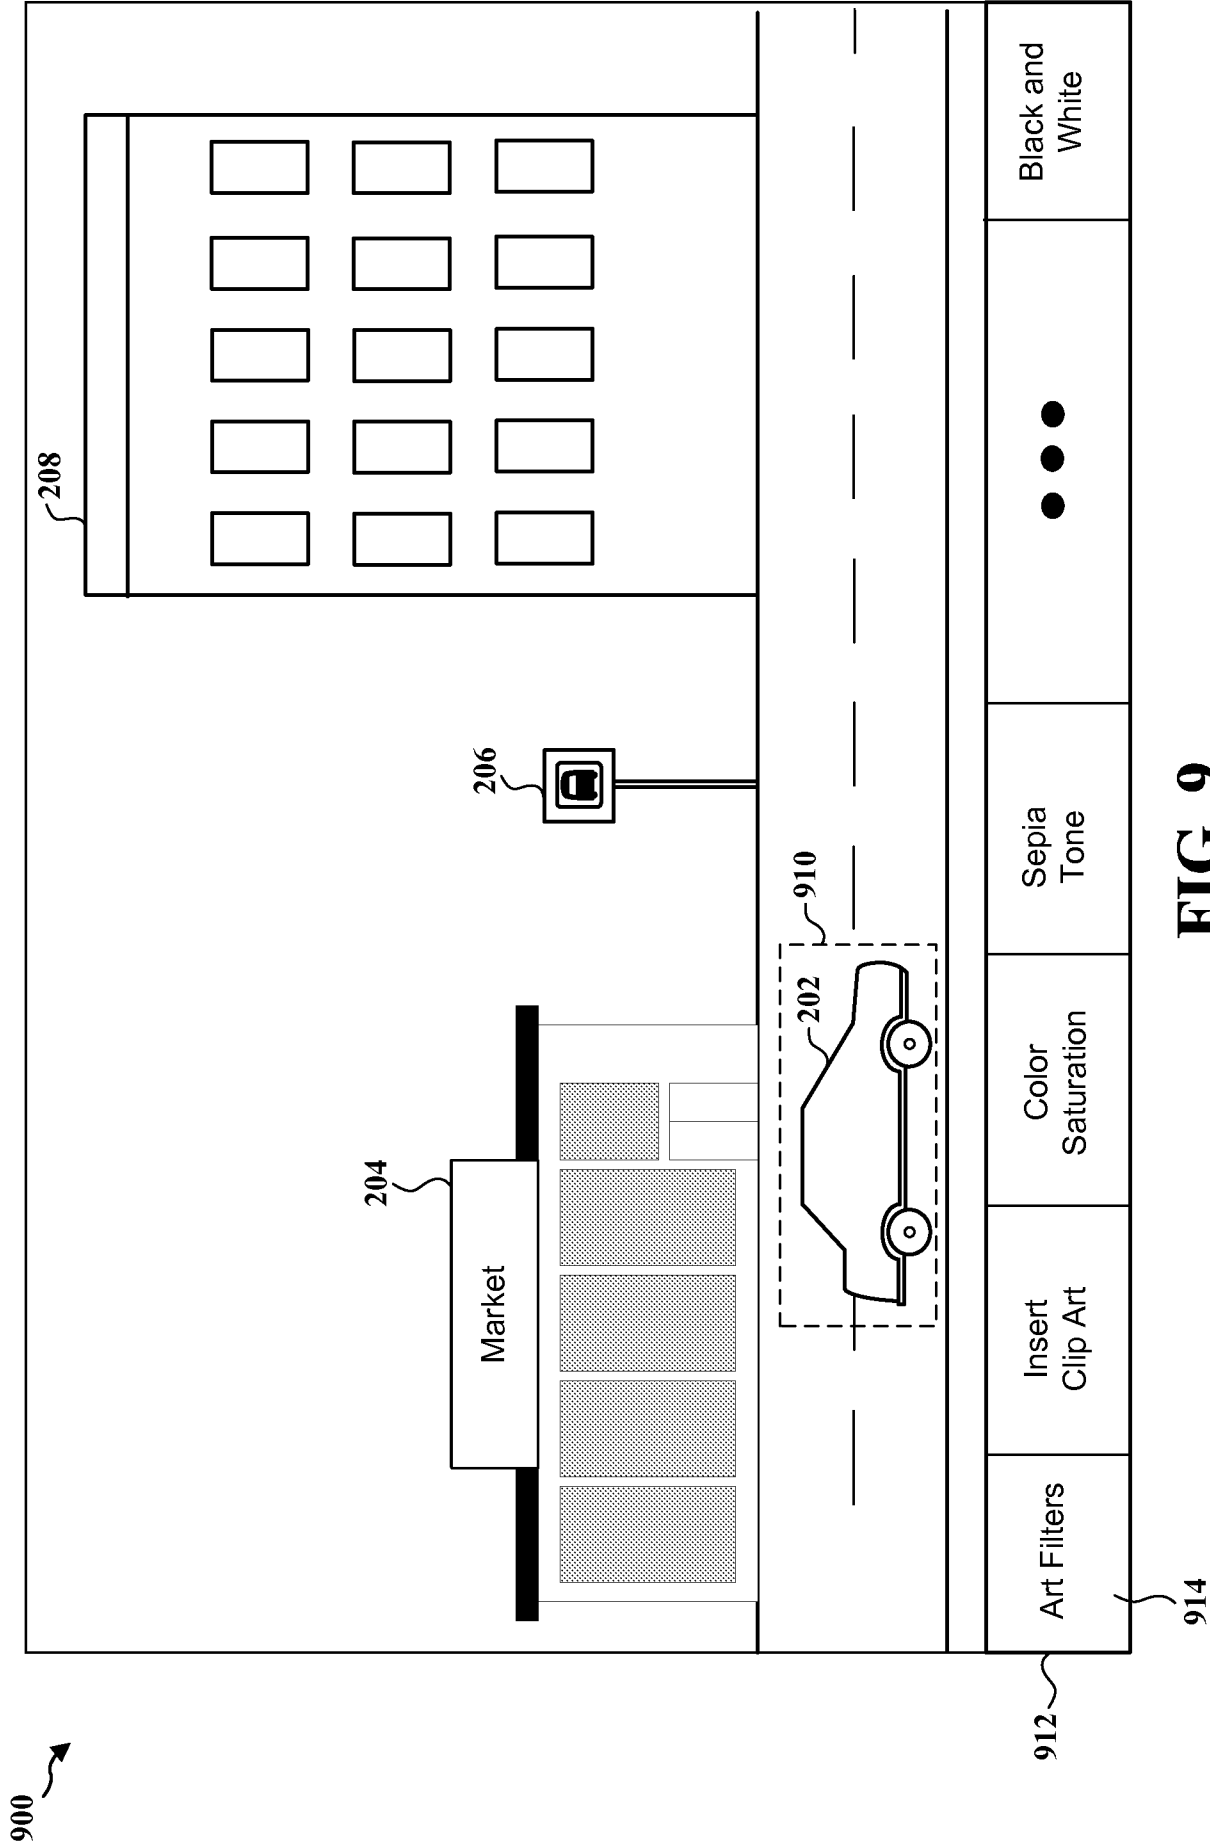 900
208
206
204
Market
910
202
Art Filters
Insert
Clip Art
Color
Saturation
Sepia
Tone
Black and
White
912
914
FIG. 9